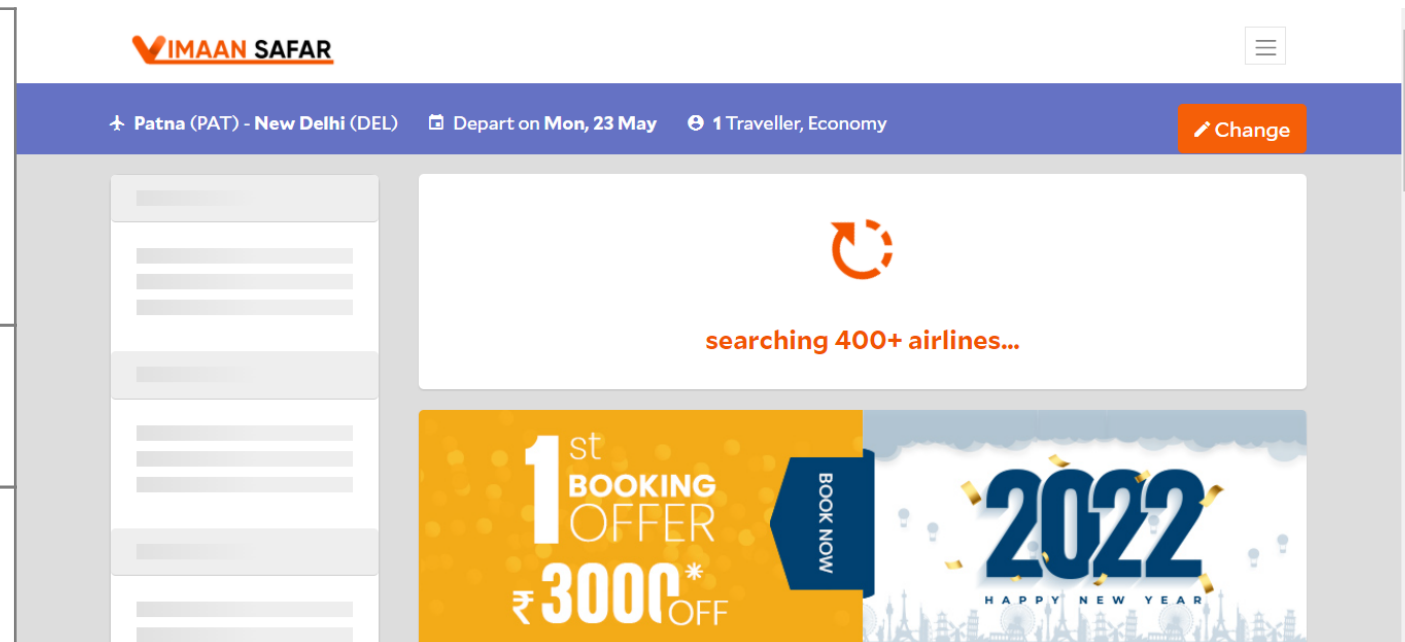 VIMAAN SAFAR
Patna (PAT) - New Delhi (DEL) Depart on Mon, 23 May 1 Traveller, Economy
Change
searching 400+ airlines...
1st
BOOKING
OFFER
₹3000*
OFF
BOOK NOW
2022
HAPPY NEW YEAR